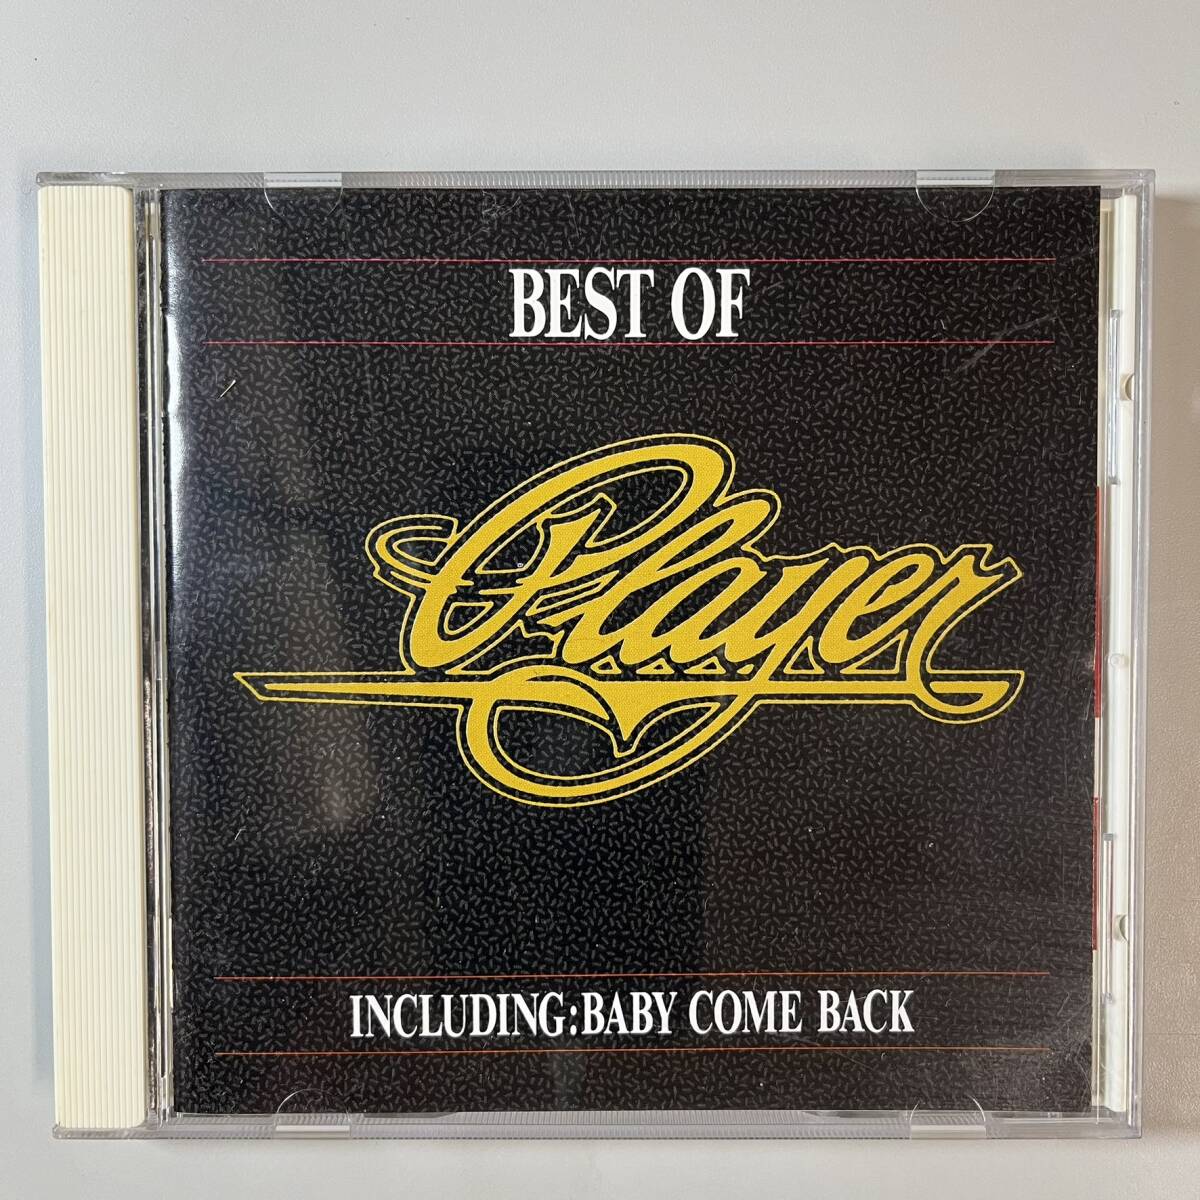 BEST OF
Player
INCLUDING:BABY COME BACK